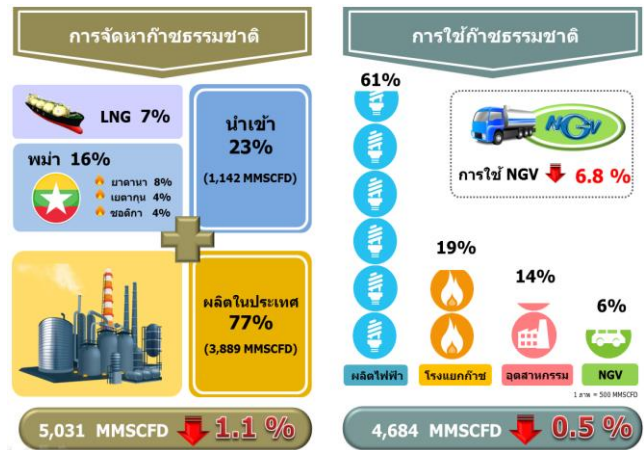 การจัดหาก๊าซธรรมชาติ
LNG 7%
พม่า 16%
ยาดานา 8%
เยตากุน 4%
ซอติกา 4%
นำเข้า
23%
(1,142 MMSCFD)
ผลิตในประเทศ
77%
(3,889 MMSCFD)
5,031 MMSCFD 1.1 %
การใช้ก๊าซธรรมชาติ
61%
NGV
การใช้ NGV 6.8 %
19%
14%
6%
ผลิตไฟฟ้า
โรงแยกก๊าซ
อุตสาหกรรม
NGV
1 ภาพ = 500 MMSCFD
4,684 MMSCFD 0.5 %